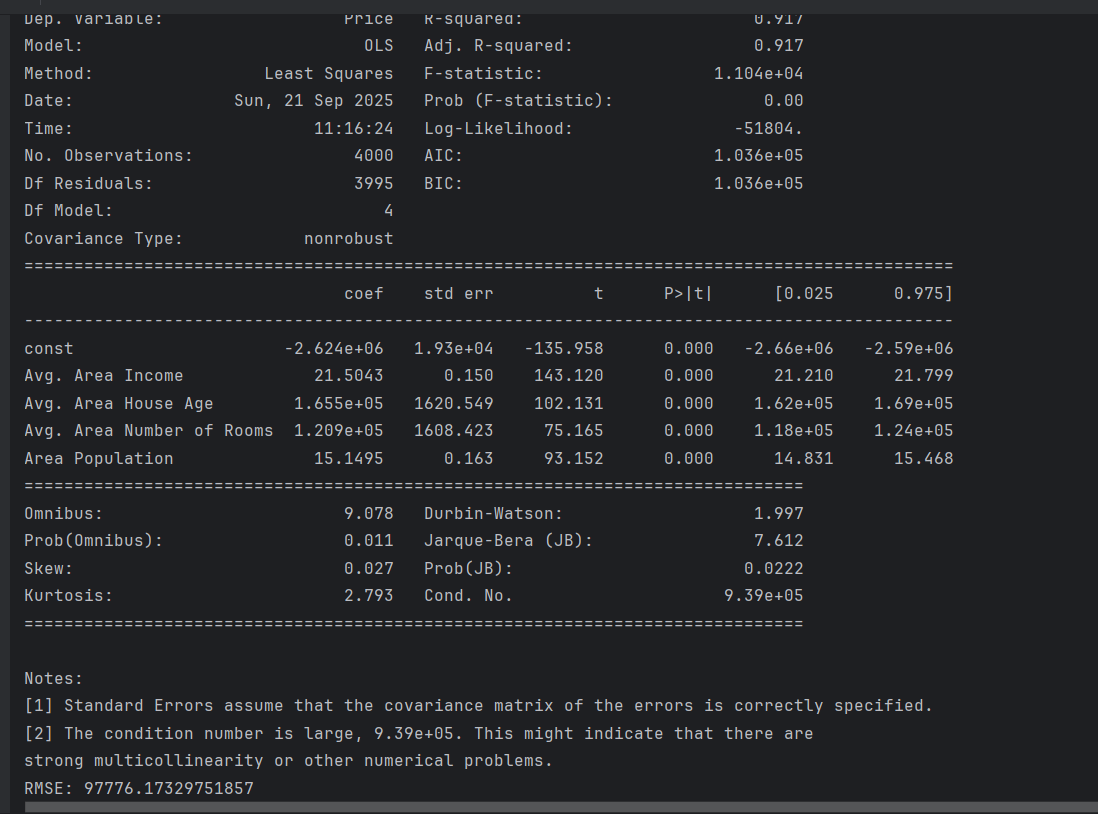 Dep. Variable: Price R-squared: 0.917
Model: OLS Adj. R-squared: 0.917
Method: Least Squares F-statistic: 1.104e+04
Date: Sun, 21 Sep 2025 Prob (F-statistic): 0.00
Time: 11:16:24 Log-Likelihood: -51804.
No. Observations: 4000 AIC: 1.036e+05
Df Residuals: 3995 BIC: 1.036e+05
Df Model: 4
Covariance Type: nonrobust
=============================================================================================
coef std err t P>|t| [0.025 0.975]
---------------------------------------------------------------------------------------------
const -2.624e+06 1.93e+04 -135.958 0.000 -2.66e+06 -2.59e+06
Avg. Area Income 21.5043 0.150 143.120 0.000 21.210 21.799
Avg. Area House Age 1.655e+05 1620.549 102.131 0.000 1.62e+05 1.69e+05
Avg. Area Number of Rooms 1.209e+05 1608.423 75.165 0.000 1.18e+05 1.24e+05
Area Population 15.1495 0.163 93.152 0.000 14.831 15.468
==============================================================================
Omnibus: 9.078 Durbin-Watson: 1.997
Prob(Omnibus): 0.011 Jarque-Bera (JB): 7.612
Skew: 0.027 Prob(JB): 0.0222
Kurtosis: 2.793 Cond. No. 9.39e+05
==============================================================================
Notes:
[1] Standard Errors assume that the covariance matrix of the errors is correctly specified.
[2] The condition number is large, 9.39e+05. This might indicate that there are
strong multicollinearity or other numerical problems.
RMSE: 97776.17329751857